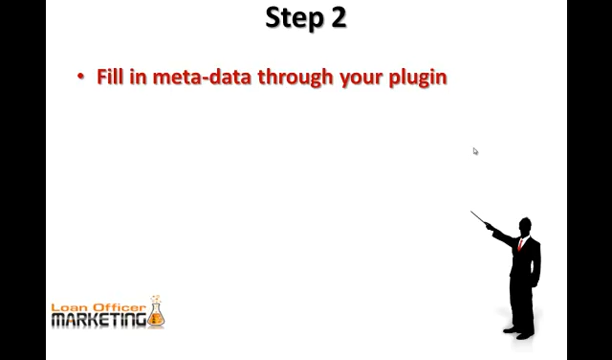 Step 2
• Fill in meta-data through your plugin
Loan Officer
MARKETING